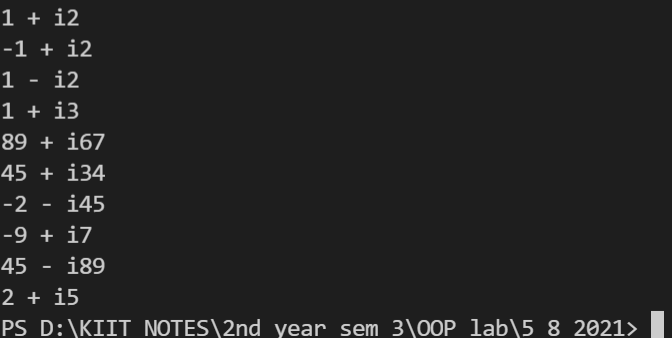 1 + i2
-1 + i2
1 - i2
1 + i3
89 + i67
45 + i34
-2 - i45
-9 + i7
45 - i89
2 + i5
PS D:\KIIT NOTES\2nd year sem 3\OOP lab\5 8 2021>